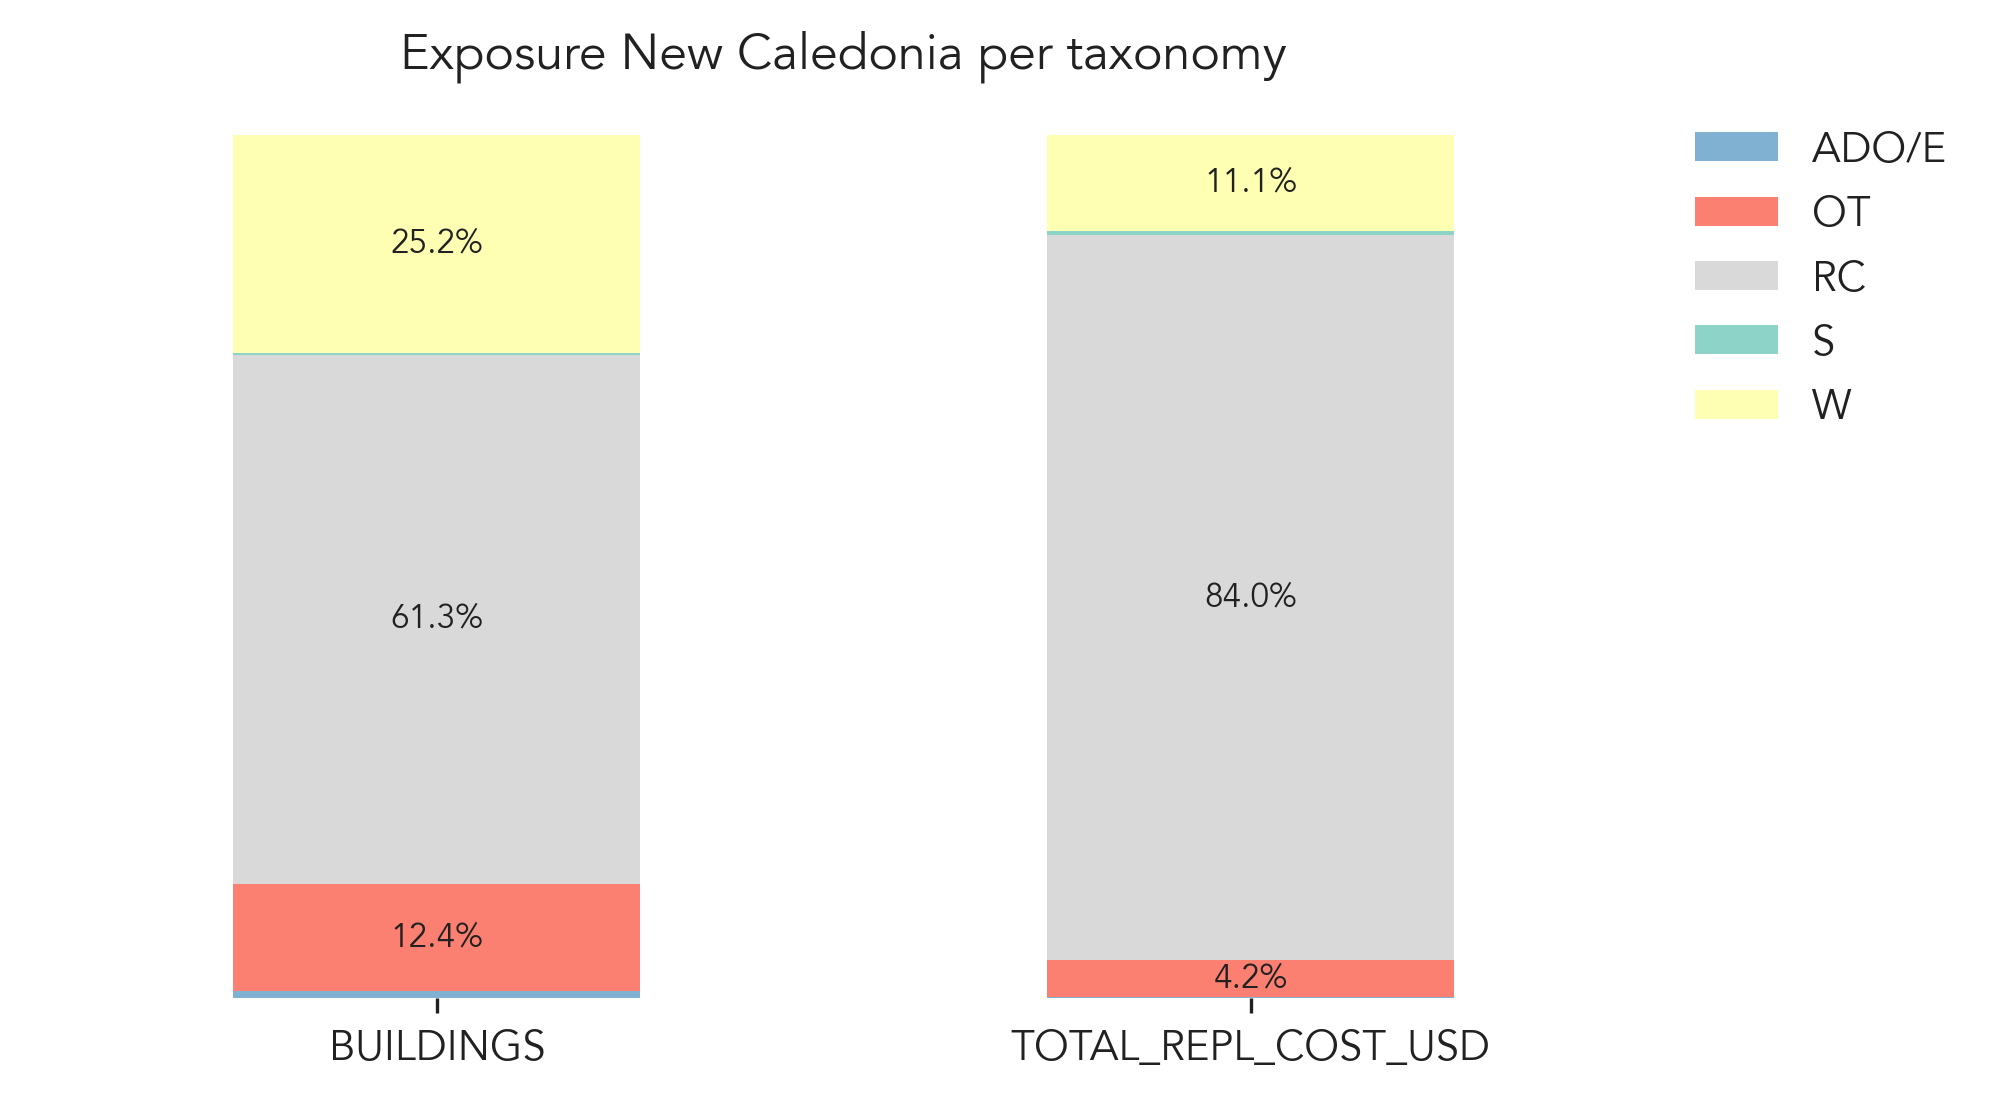 Exposure New Caledonia per taxonomy
25.2%
61.3%
12.4%
BUILDINGS
11.1%
84.0%
4.2%
TOTAL_REPL_COST_USD
ADO/E
OT
RC
S
W